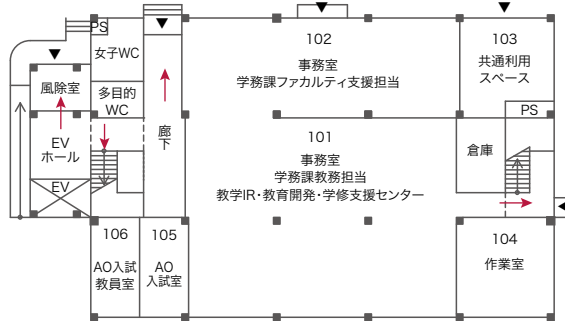 PS
女子WC
102
事務室
学務課ファカルティ支援担当
103
共通利用
スペース
風除室
多目的
WC
PS
廊
下
101
事務室
学務課教務担当
教学IR・教育開発・学修支援センター
倉庫
EV
ホール
EV
106
AO入試
教員室
105
AO
入試室
104
作業室